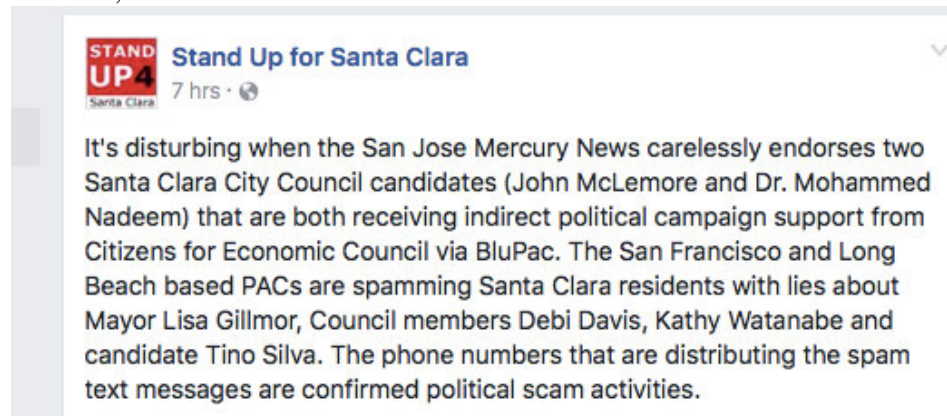 STAND
UP4
Santa Clara
Stand Up for Santa Clara
7 hrs ·
It's disturbing when the San Jose Mercury News carelessly endorses two
Santa Clara City Council candidates (John McLemore and Dr. Mohammed
Nadeem) that are both receiving indirect political campaign support from
Citizens for Economic Council via BluPac. The San Francisco and Long
Beach based PACs are spamming Santa Clara residents with lies about
Mayor Lisa Gillmor, Council members Debi Davis, Kathy Watanabe and
candidate Tino Silva. The phone numbers that are distributing the spam
text messages are confirmed political scam activities.